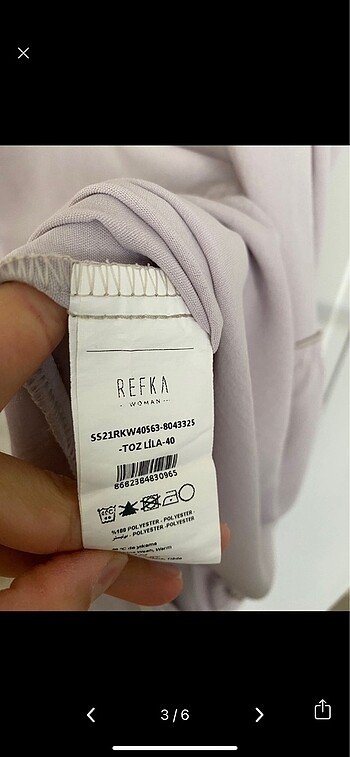 REFKA
- WOMAN -
SS21RKW40563-8043325
-TOZ LİLA-40
8682384830965
%100 POLYESTER - POLYESTER -
- POLYESTER -POLYESTER
3 / 6